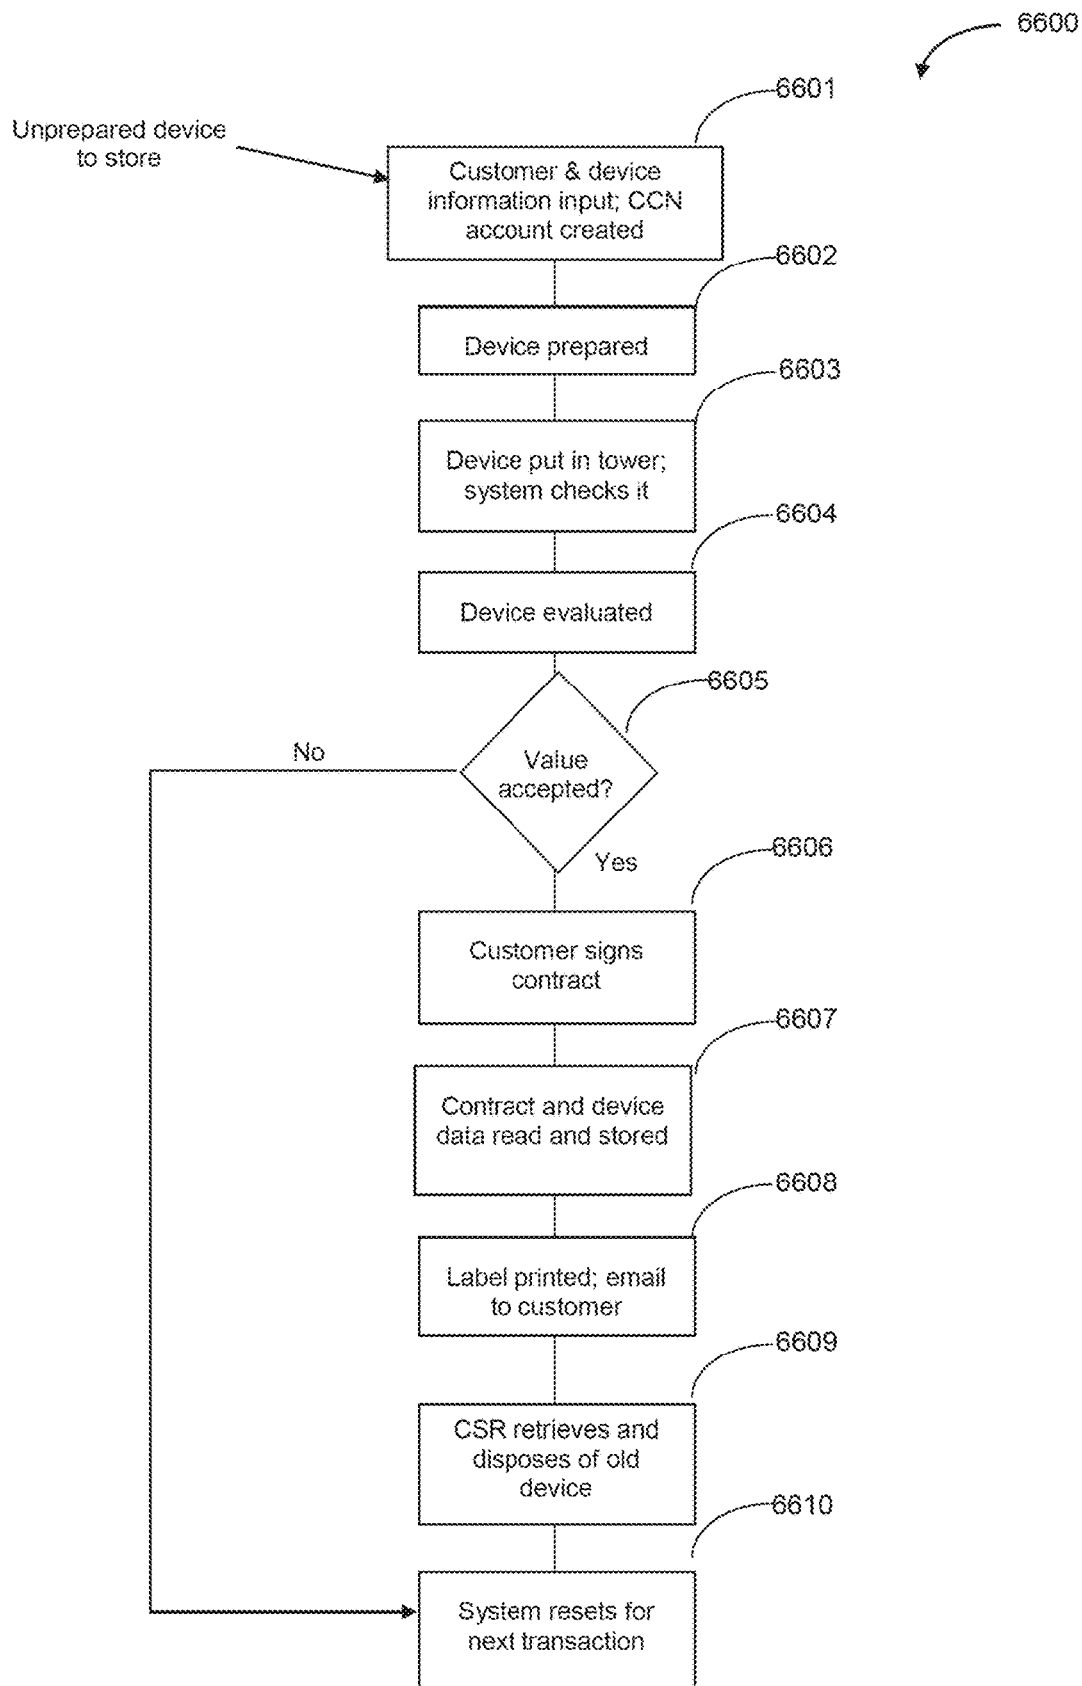 6600
6601
Unprepared device
to store
Customer & device
information input; CCN
account created
6602
Device prepared
6603
Device put in tower;
system checks it
6604
Device evaluated
6605
No
Value
accepted?
Yes
6606
Customer signs
contract
6607
Contract and device
data read and stored
6608
Label printed; email
to customer
6609
CSR retrieves and
disposes of old
device
6610
System resets for
next transaction